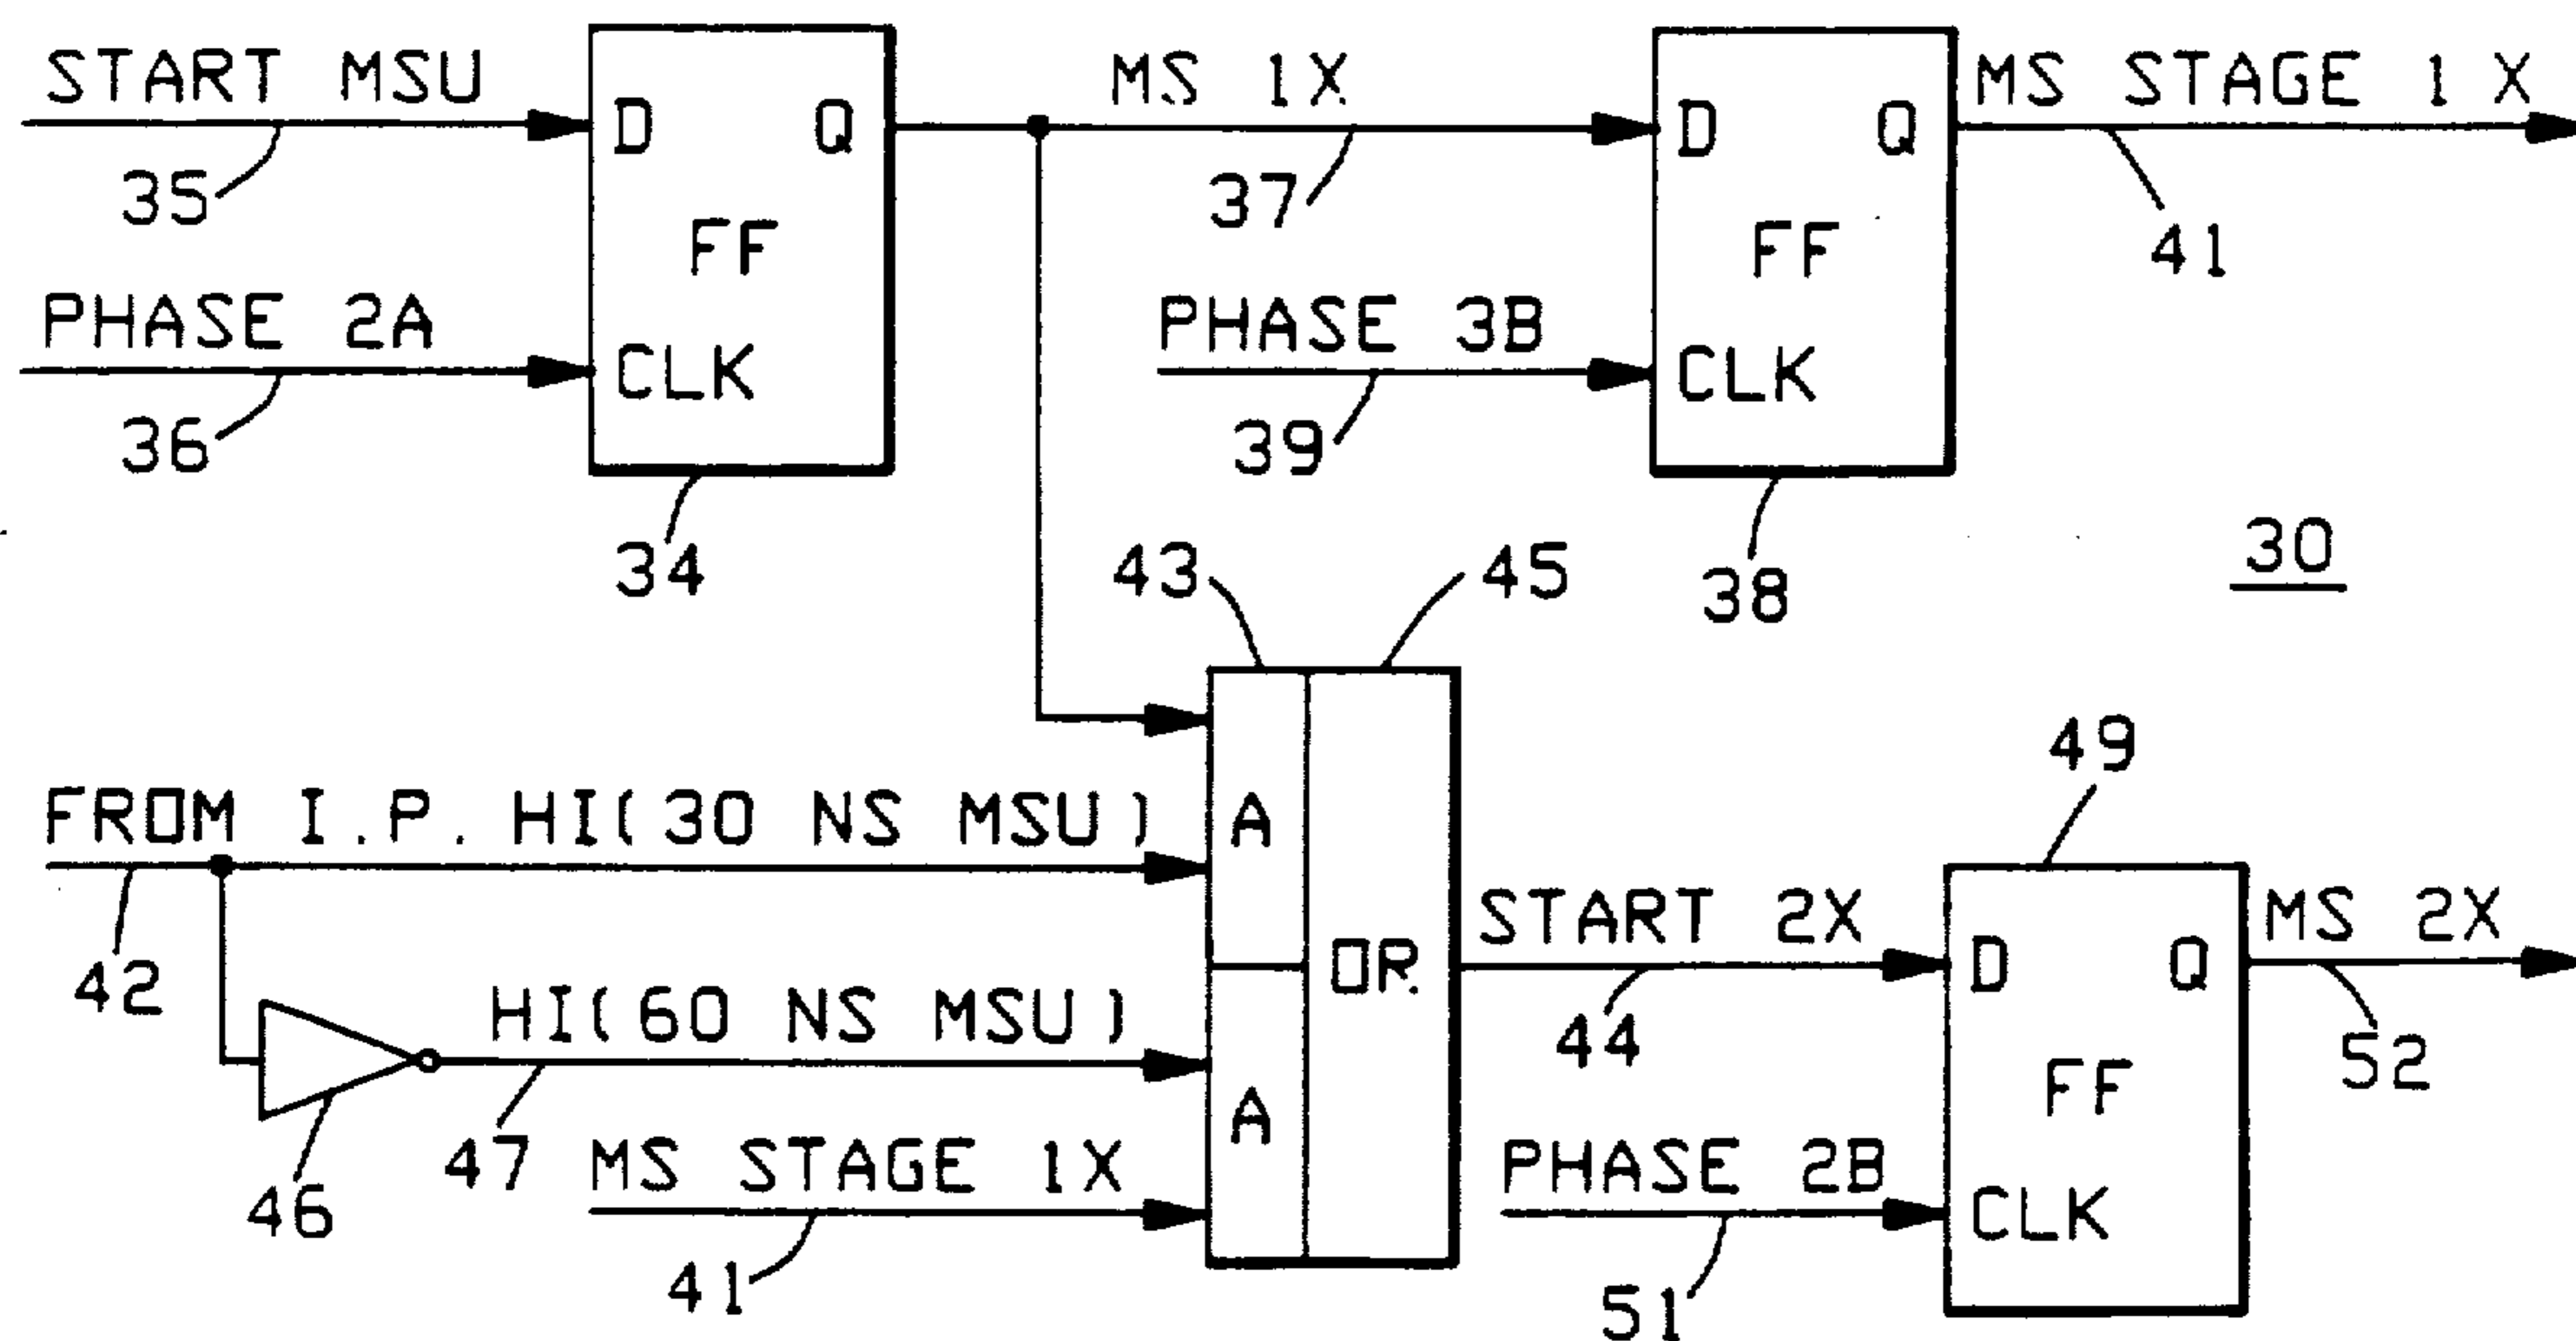 START MSU
MS 1X
MS STAGE 1 X
D Q
D Q
35
37
FF
FF
41
PHASE 2A
PHASE 3B
CLK
CLK
36
39
34
38
30
43
45
49
FROM I.P. HI(30 NS MSU)
A
START 2X
MS 2X
42
OR
D Q
HI(60 NS MSU)
44
52
A
FF
46
47
MS STAGE 1X
PHASE 2B
CLK
41
51